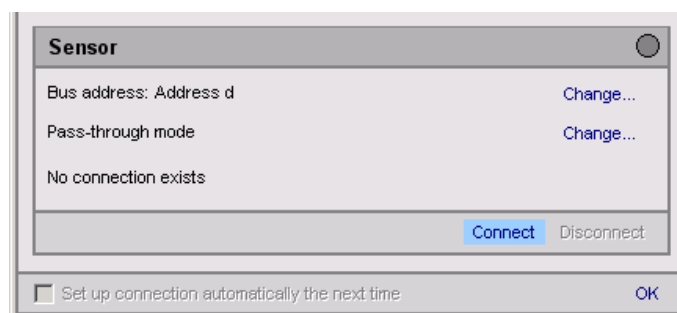 Sensor
Bus address: Address d Change...
Pass-through mode Change...
No connection exists
Connect Disconnect
Set up connection automatically the next time OK